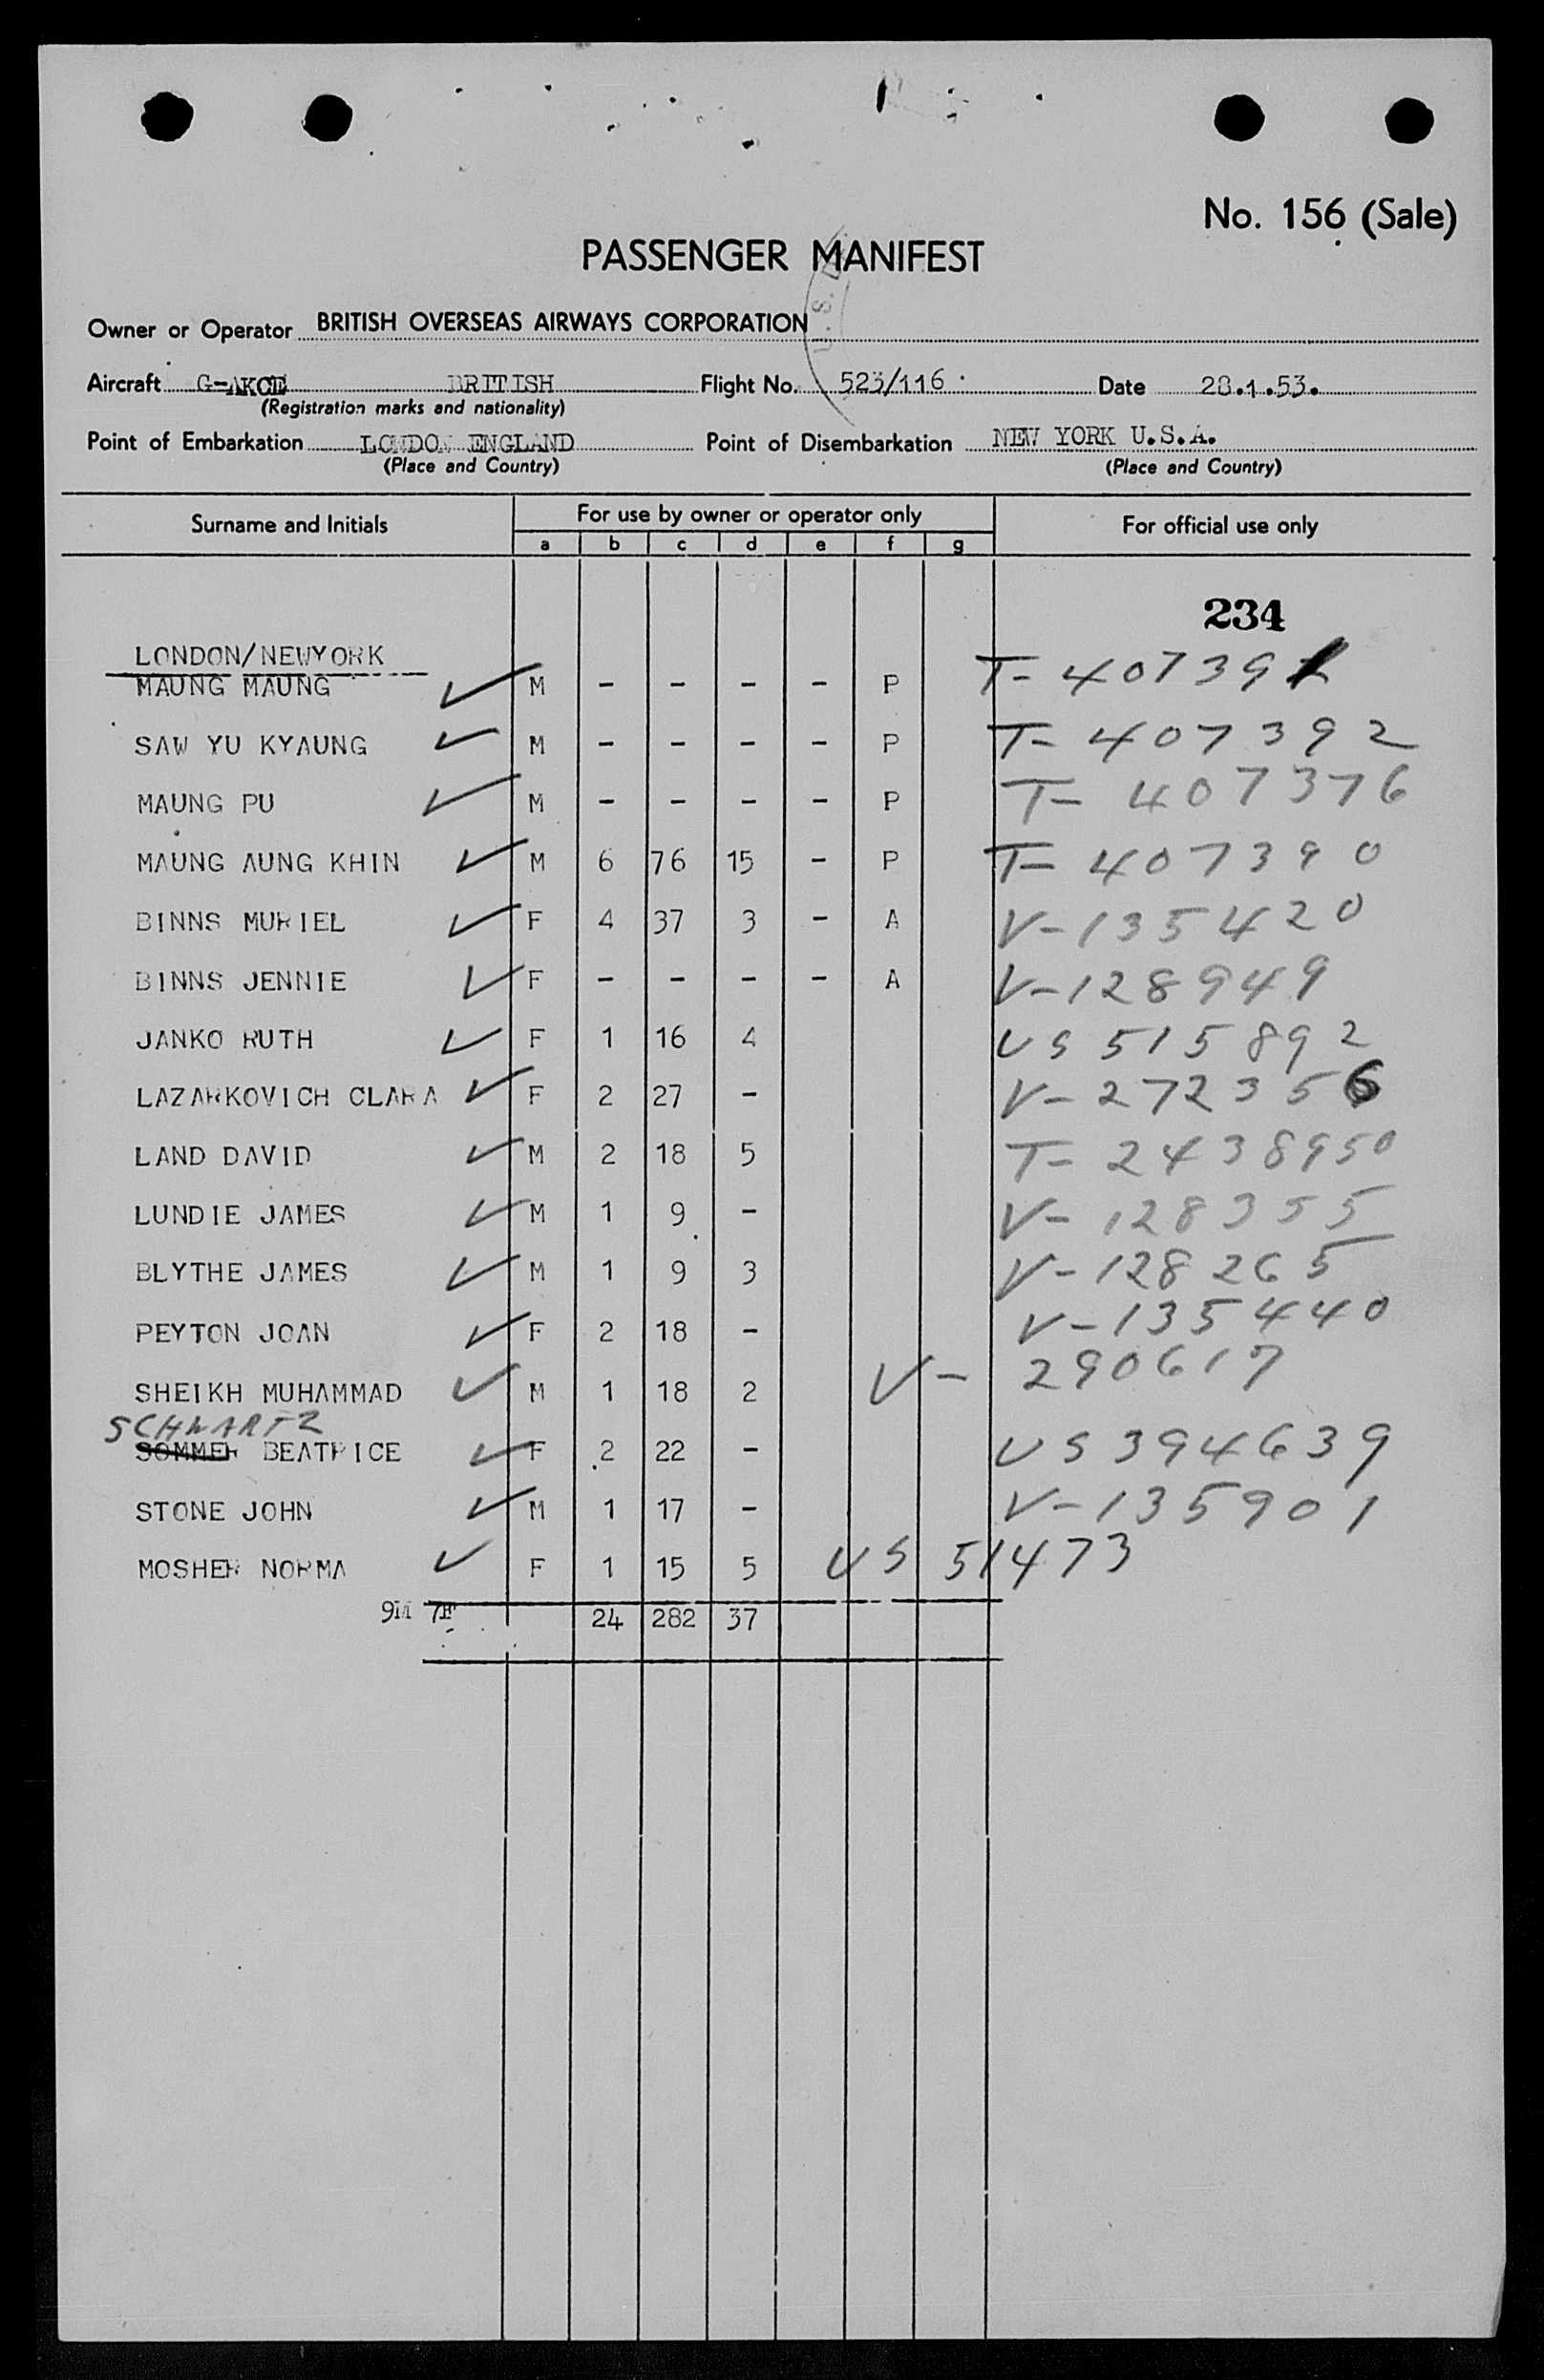 No. 156 (Sale)
PASSENGER MANIFEST
Owner or Operator BRITISH OVERSEAS AIRWAYS CORPORATION
U.S.
Aircraft G-AKCE BRITISH Flight No. 523/116 Date 28.1.53.
(Registration marks and nationality)
Point of Embarkation LONDON ENGLAND Point of Disembarkation NEW YORK U.S.A.
(Place and Country) (Place and Country)
Surname and Initials For use by owner or operator only For official use only
a b c d e f g
234
LONDON/NEWYORK
MAUNG MAUNG ✓ M - - - - P T- 407391
SAW YU KYAUNG ✓ M - - - - P T- 407392
MAUNG PU ✓ M - - - - P T- 407376
MAUNG AUNG KHIN ✓ M 6 76 15 - P T- 407390
BINNS MURIEL ✓ F 4 37 3 - A V-135420
BINNS JENNIE ✓ F - - - - A V-128949
JANKO RUTH ✓ F 1 16 4 US 515892
LAZARKOVICH CLARA ✓ F 2 27 - V-272356
LAND DAVID ✓ M 2 18 5 T- 2438950
LUNDIE JAMES ✓ M 1 9 - V-128355
BLYTHE JAMES ✓ M 1 9 3 V-128265
PEYTON JOAN ✓ F 2 18 - V-135440
SHEIKH MUHAMMAD ✓ M 1 18 2 V- 290617
SCHWARTZ
SOMMER BEATRICE ✓ F 2 22 - US 394639
STONE JOHN ✓ M 1 17 - V-135901
MOSHER NORMA ✓ F 1 15 5 US 51473
9M 7F 24 282 37